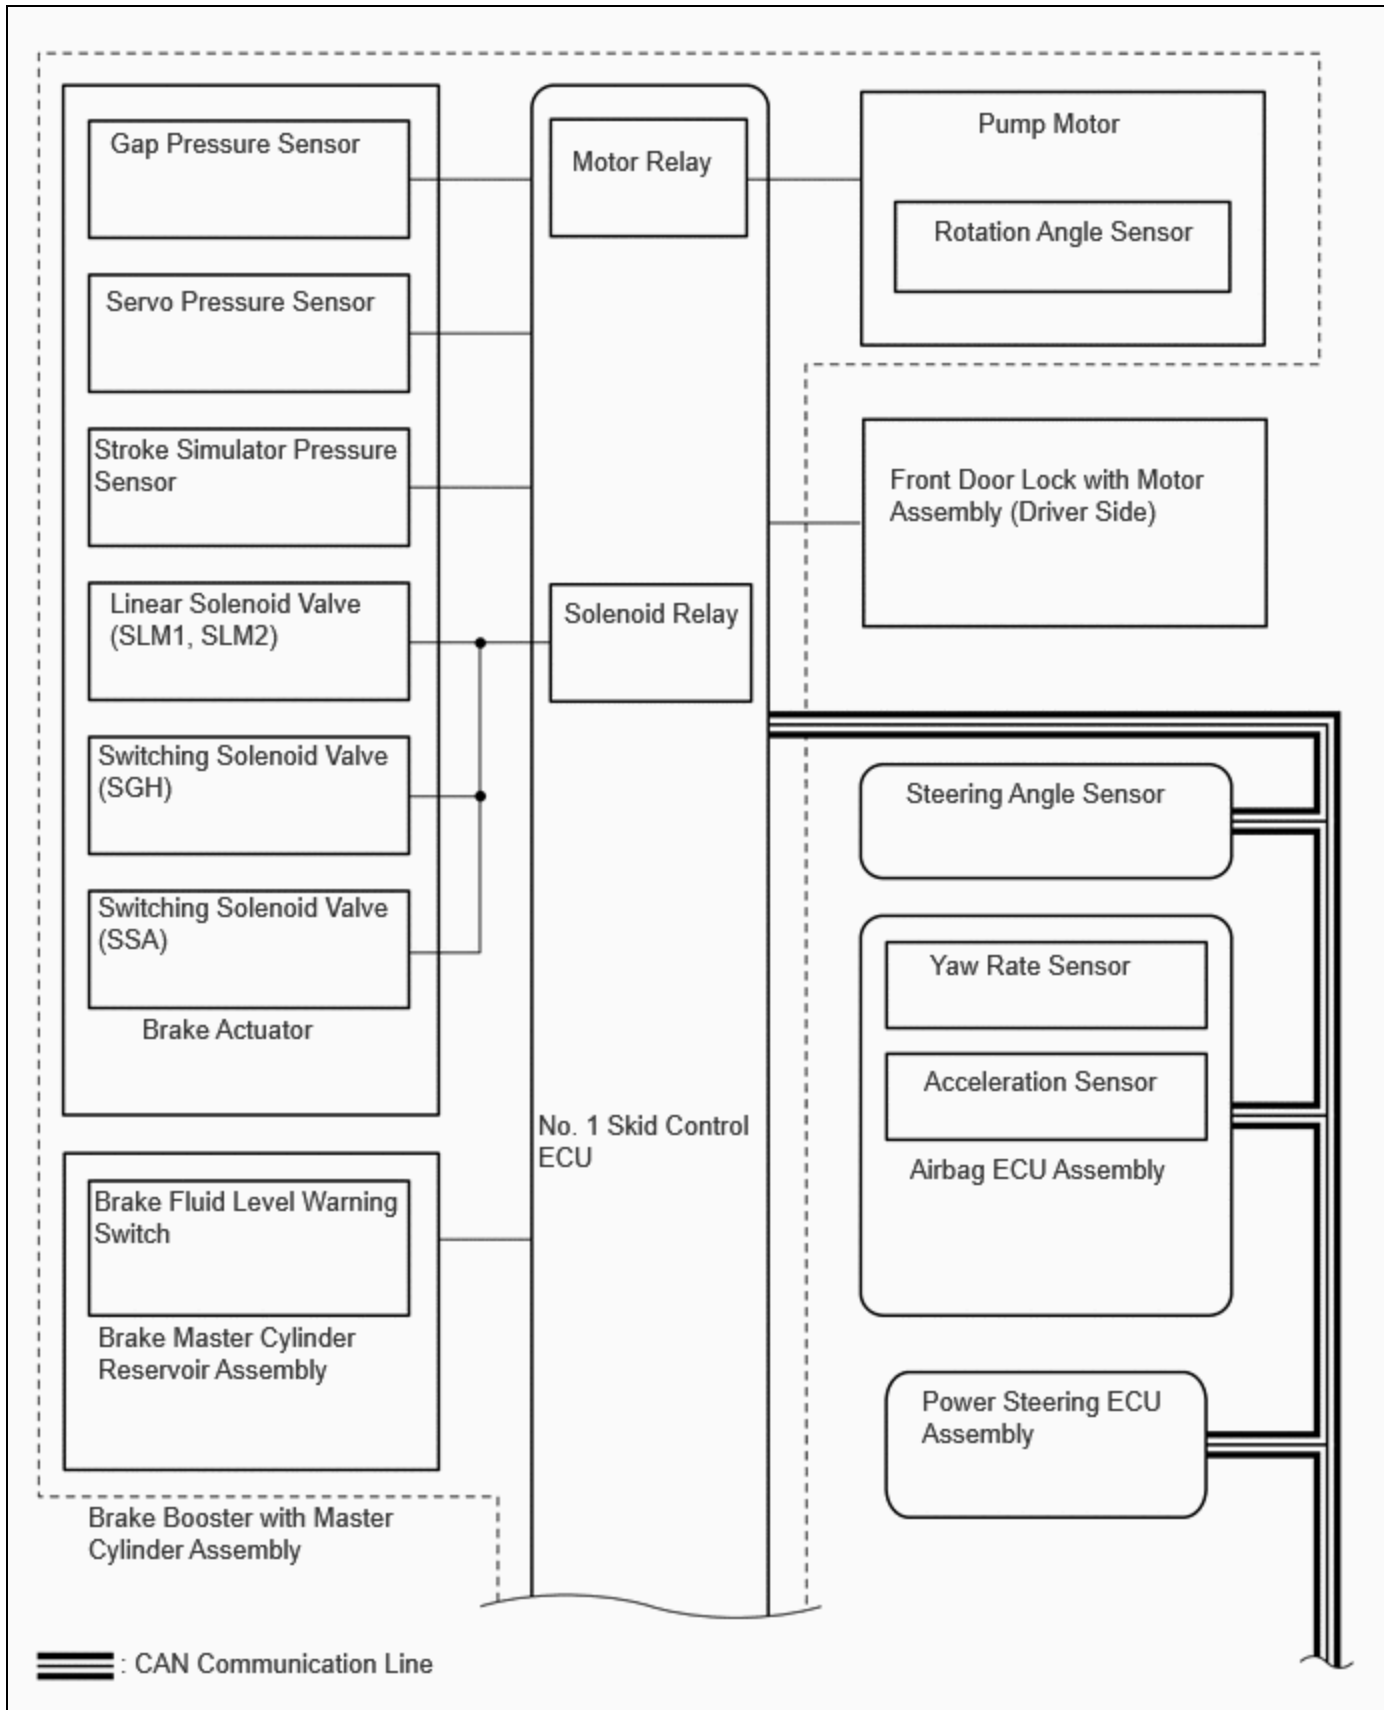 Gap Pressure Sensor
Servo Pressure Sensor
Stroke Simulator Pressure
Sensor
Linear Solenoid Valve
(SLM1, SLM2)
Switching Solenoid Valve
(SGH)
Switching Solenoid Valve
(SSA)
Brake Actuator
Brake Fluid Level Warning
Switch
Brake Master Cylinder
Reservoir Assembly
Brake Booster with Master
Cylinder Assembly
Motor Relay
Solenoid Relay
No. 1 Skid Control
ECU
Pump Motor
Rotation Angle Sensor
Front Door Lock with Motor
Assembly (Driver Side)
Steering Angle Sensor
Yaw Rate Sensor
Acceleration Sensor
Airbag ECU Assembly
Power Steering ECU
Assembly
: CAN Communication Line